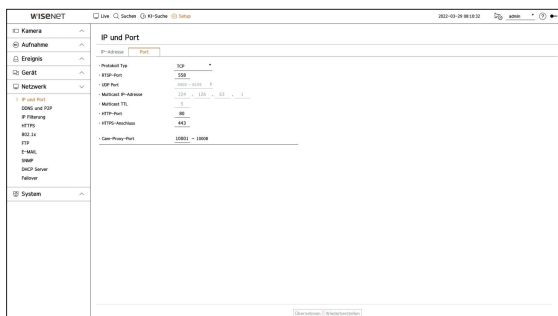 WISENET
Live Suchen KI-Suche Setup
2022-03-29 08:10:32 admin
Kamera
Aufnahme
Ereignis
Gerät
Netzwerk
IP und Port
DDNS und P2P
IP Filterung
HTTPS
802.1x
FTP
E-MAIL
SNMP
DHCP Server
Failover
System
IP und Port
IP-Adresse Port
Protokoll Typ TCP
RTSP-Port 558
UDP Port
Multicast IP-Adresse
Multicast TTL 5
HTTP-Port 80
HTTPS-Anschluss 443
Cam-Proxy-Port 10001 ~ 10008
Übernehmen Wiederherstellen